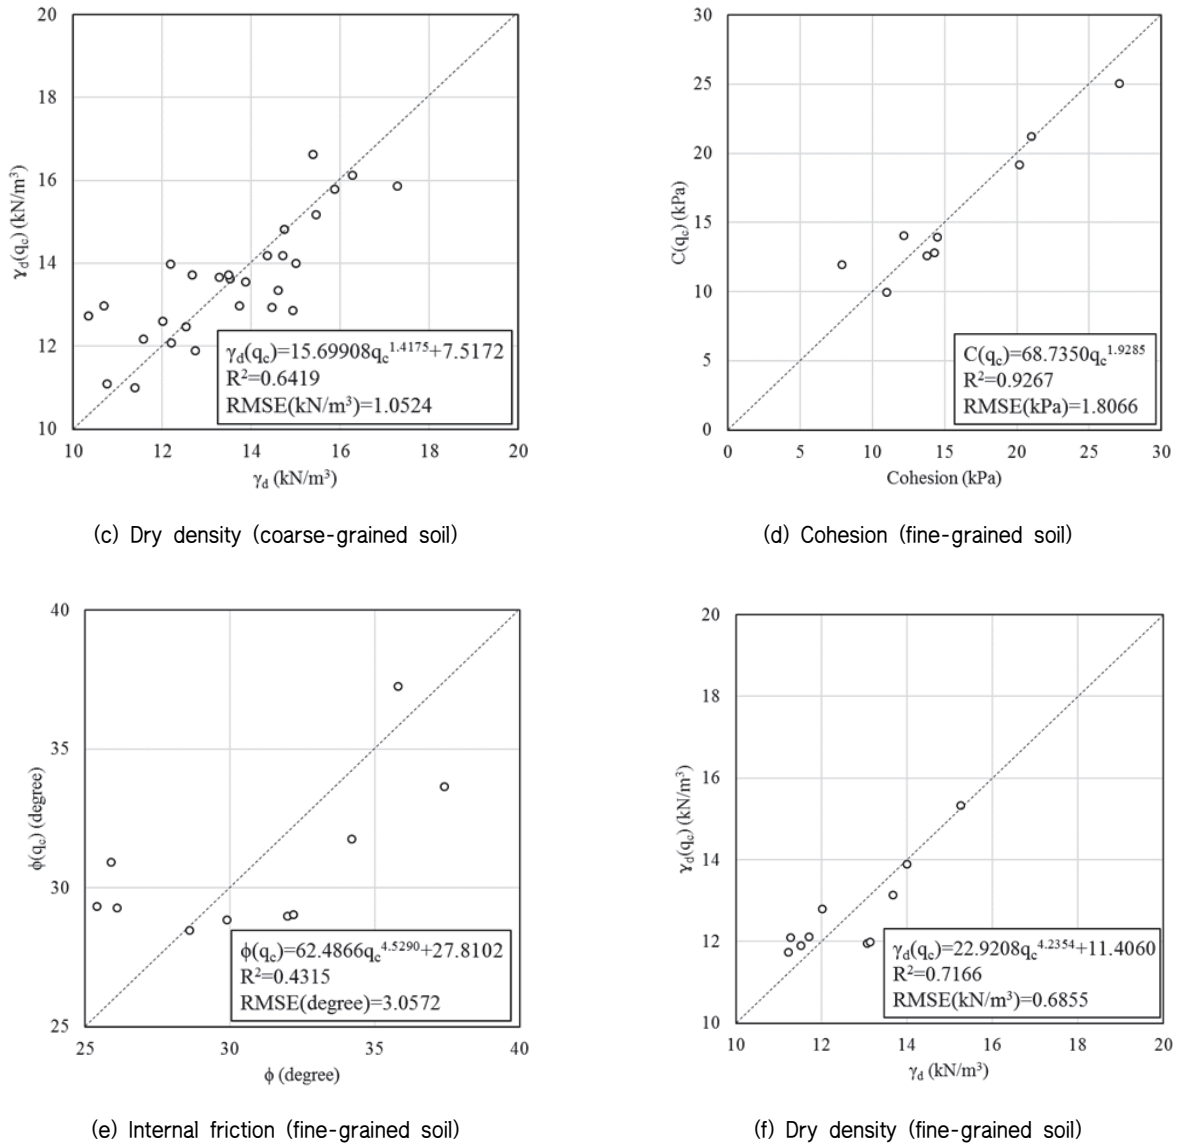 20
18
16
14
12
10
γd(qc) (kN/m³)
γd(qc)=15.69908qc^1.4175+7.5172
R²=0.6419
RMSE(kN/m³)=1.0524
10 12 14 16 18 20
γd (kN/m³)
(c) Dry density (coarse-grained soil)
30
25
20
15
10
5
0
C(qc) (kPa)
C(qc)=68.7350qc^1.9285
R²=0.9267
RMSE(kPa)=1.8066
0 5 10 15 20 25 30
Cohesion (kPa)
(d) Cohesion (fine-grained soil)
40
35
30
25
ϕ(qc) (degree)
ϕ(qc)=62.4866qc^4.5290+27.8102
R²=0.4315
RMSE(degree)=3.0572
25 30 35 40
ϕ (degree)
(e) Internal friction (fine-grained soil)
20
18
16
14
12
10
γd(qc) (kN/m³)
γd(qc)=22.9208qc^4.2354+11.4060
R²=0.7166
RMSE(kN/m³)=0.6855
10 12 14 16 18 20
γd (kN/m³)
(f) Dry density (fine-grained soil)